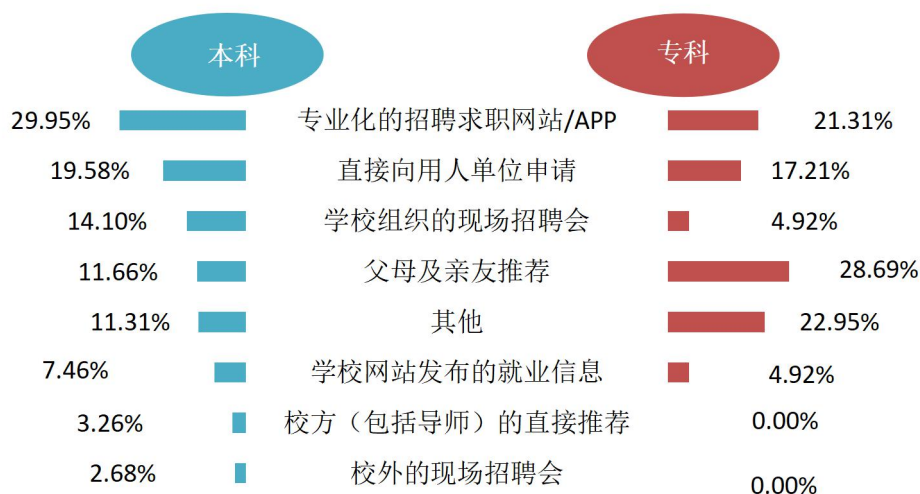 本科 专科
29.95% 专业化的招聘求职网站/APP 21.31%
19.58% 直接向用人单位申请 17.21%
14.10% 学校组织的现场招聘会 4.92%
11.66% 父母及亲友推荐 28.69%
11.31% 其他 22.95%
7.46% 学校网站发布的就业信息 4.92%
3.26% 校方（包括导师）的直接推荐 0.00%
2.68% 校外的现场招聘会 0.00%